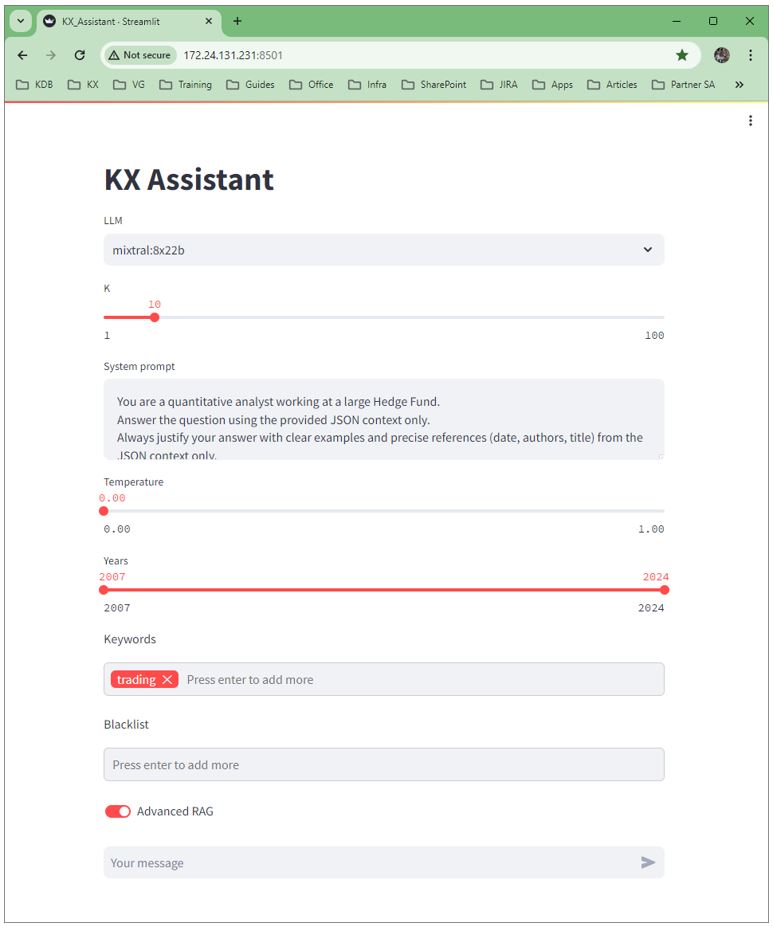 KX_Assistant · Streamlit
Not secure 172.24.131.231:8501
KDB KX VG Training Guides Office Infra SharePoint JIRA Apps Articles Partner SA
KX Assistant
LLM
mixtral:8x22b
K
10
1 100
System prompt
You are a quantitative analyst working at a large Hedge Fund.
Answer the question using the provided JSON context only.
Always justify your answer with clear examples and precise references (date, authors, title) from the
JSON context only.
Temperature
0.00
0.00 1.00
Years
2007 2024
2007 2024
Keywords
trading Press enter to add more
Blacklist
Press enter to add more
Advanced RAG
Your message